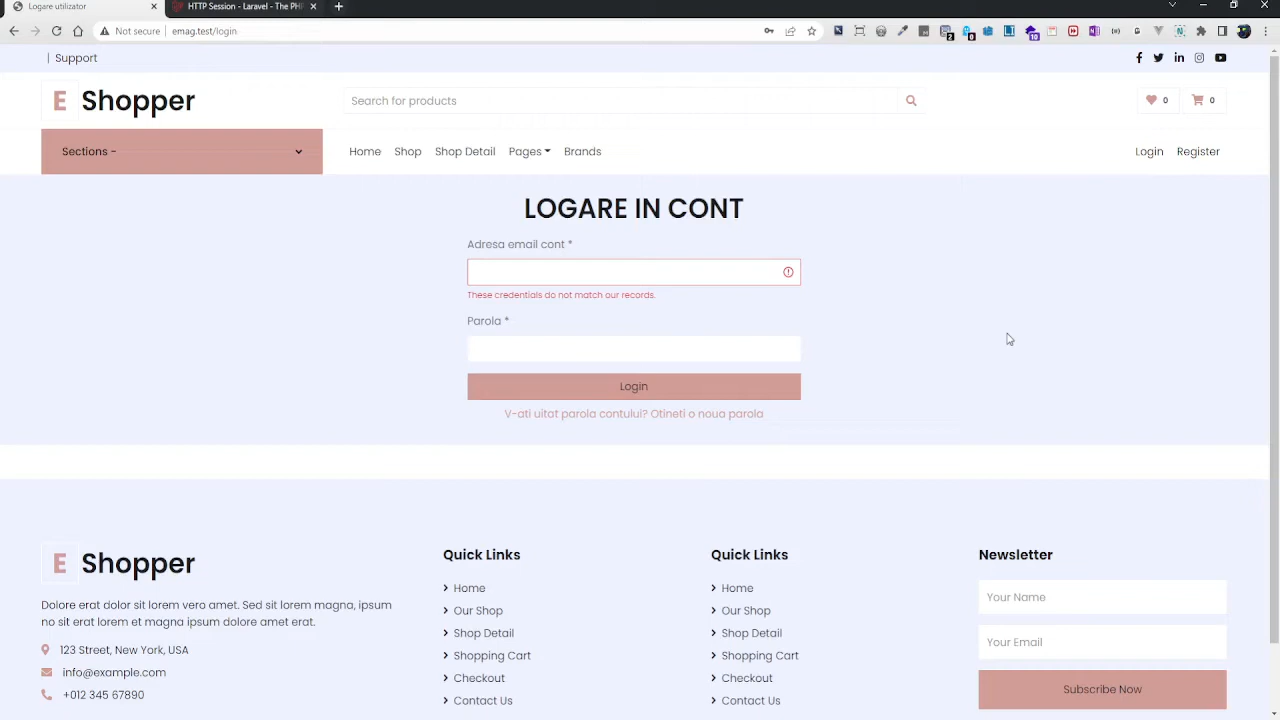 Logare utilizator
HTTP Session - Laravel - The PH
Not secure
emag.test/login
2
9
10
| Support
E Shopper
Search for products
0
0
Sections -
Home
Shop
Shop Detail
Pages
Brands
Login
Register
LOGARE IN CONT
Adresa email cont *
These credentials do not match our records.
Parola *
Login
V-ati uitat parola contului? Otineti o noua parola
E Shopper
Dolore erat dolor sit lorem vero amet. Sed sit lorem magna, ipsum
no sit erat lorem et magna ipsum dolore amet erat.
123 Street, New York, USA
info@example.com
+012 345 67890
Quick Links
Home
Our Shop
Shop Detail
Shopping Cart
Checkout
Contact Us
Quick Links
Home
Our Shop
Shop Detail
Shopping Cart
Checkout
Contact Us
Newsletter
Your Name
Your Email
Subscribe Now